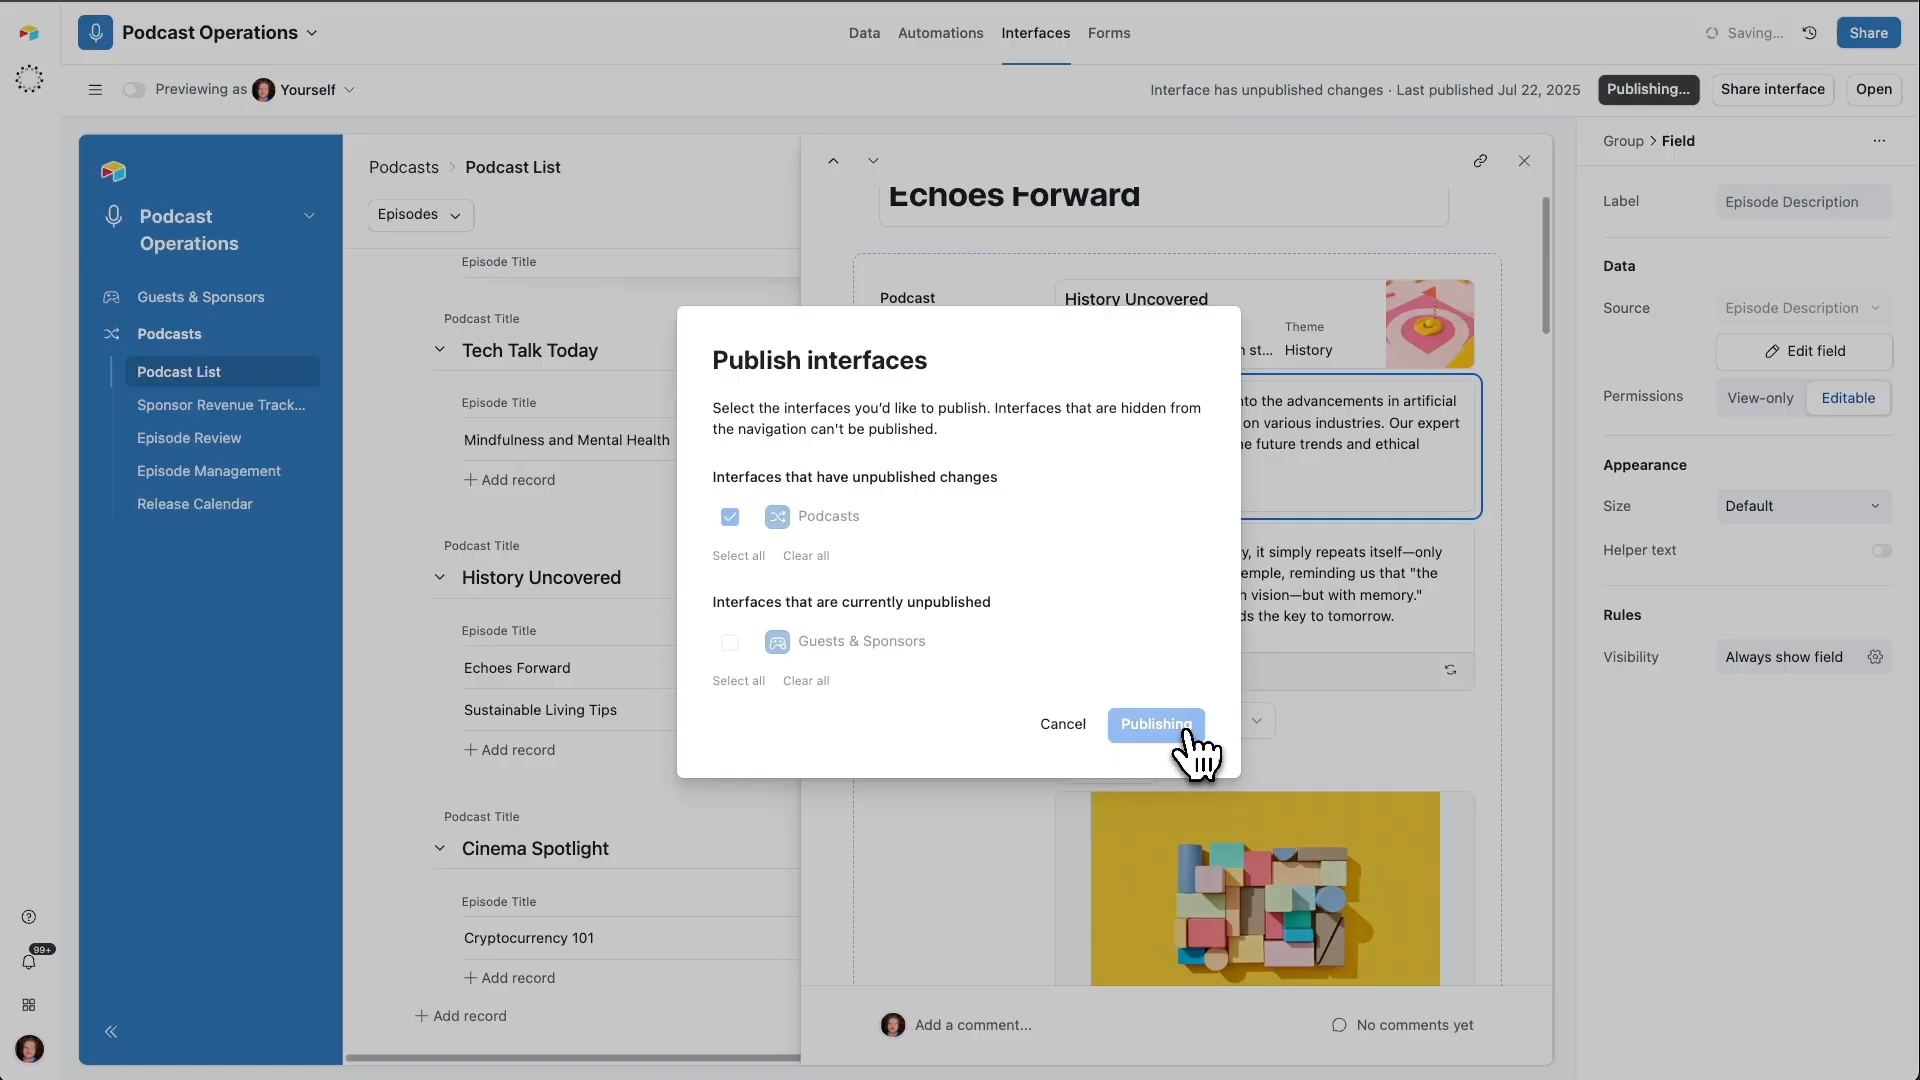 Podcast Operations
Data
Automations
Interfaces
Forms
Saving...
Share
Previewing as
Yourself
Interface has unpublished changes · Last published Jul 22, 2025
Publishing...
Share interface
Open
Podcast
Operations
Guests & Sponsors
Podcasts
Podcast List
Sponsor Revenue Track...
Episode Review
Episode Management
Release Calendar
99+
Podcasts
Podcast List
Episodes
Episode Title
Podcast Title
Tech Talk Today
Episode Title
Mindfulness and Mental Health
Add record
Podcast Title
History Uncovered
Episode Title
Echoes Forward
Sustainable Living Tips
Add record
Podcast Title
Cinema Spotlight
Episode Title
Cryptocurrency 101
Add record
Add record
Echoes Forward
Podcast
History Uncovered
Theme
st...
History
to the advancements in artificial
on various industries. Our expert
future trends and ethical
it simply repeats itself—only
reminding us that "the
vision—but with memory."
the key to tomorrow.
Add a comment...
No comments yet
Publish interfaces
Select the interfaces you'd like to publish. Interfaces that are hidden from
the navigation can't be published.
Interfaces that have unpublished changes
Podcasts
Select all
Clear all
Interfaces that are currently unpublished
Guests & Sponsors
Select all
Clear all
Cancel
Publishing
Group
Field
Label
Episode Description
Data
Source
Episode Description
Edit field
Permissions
View-only
Editable
Appearance
Size
Default
Helper text
Rules
Visibility
Always show field